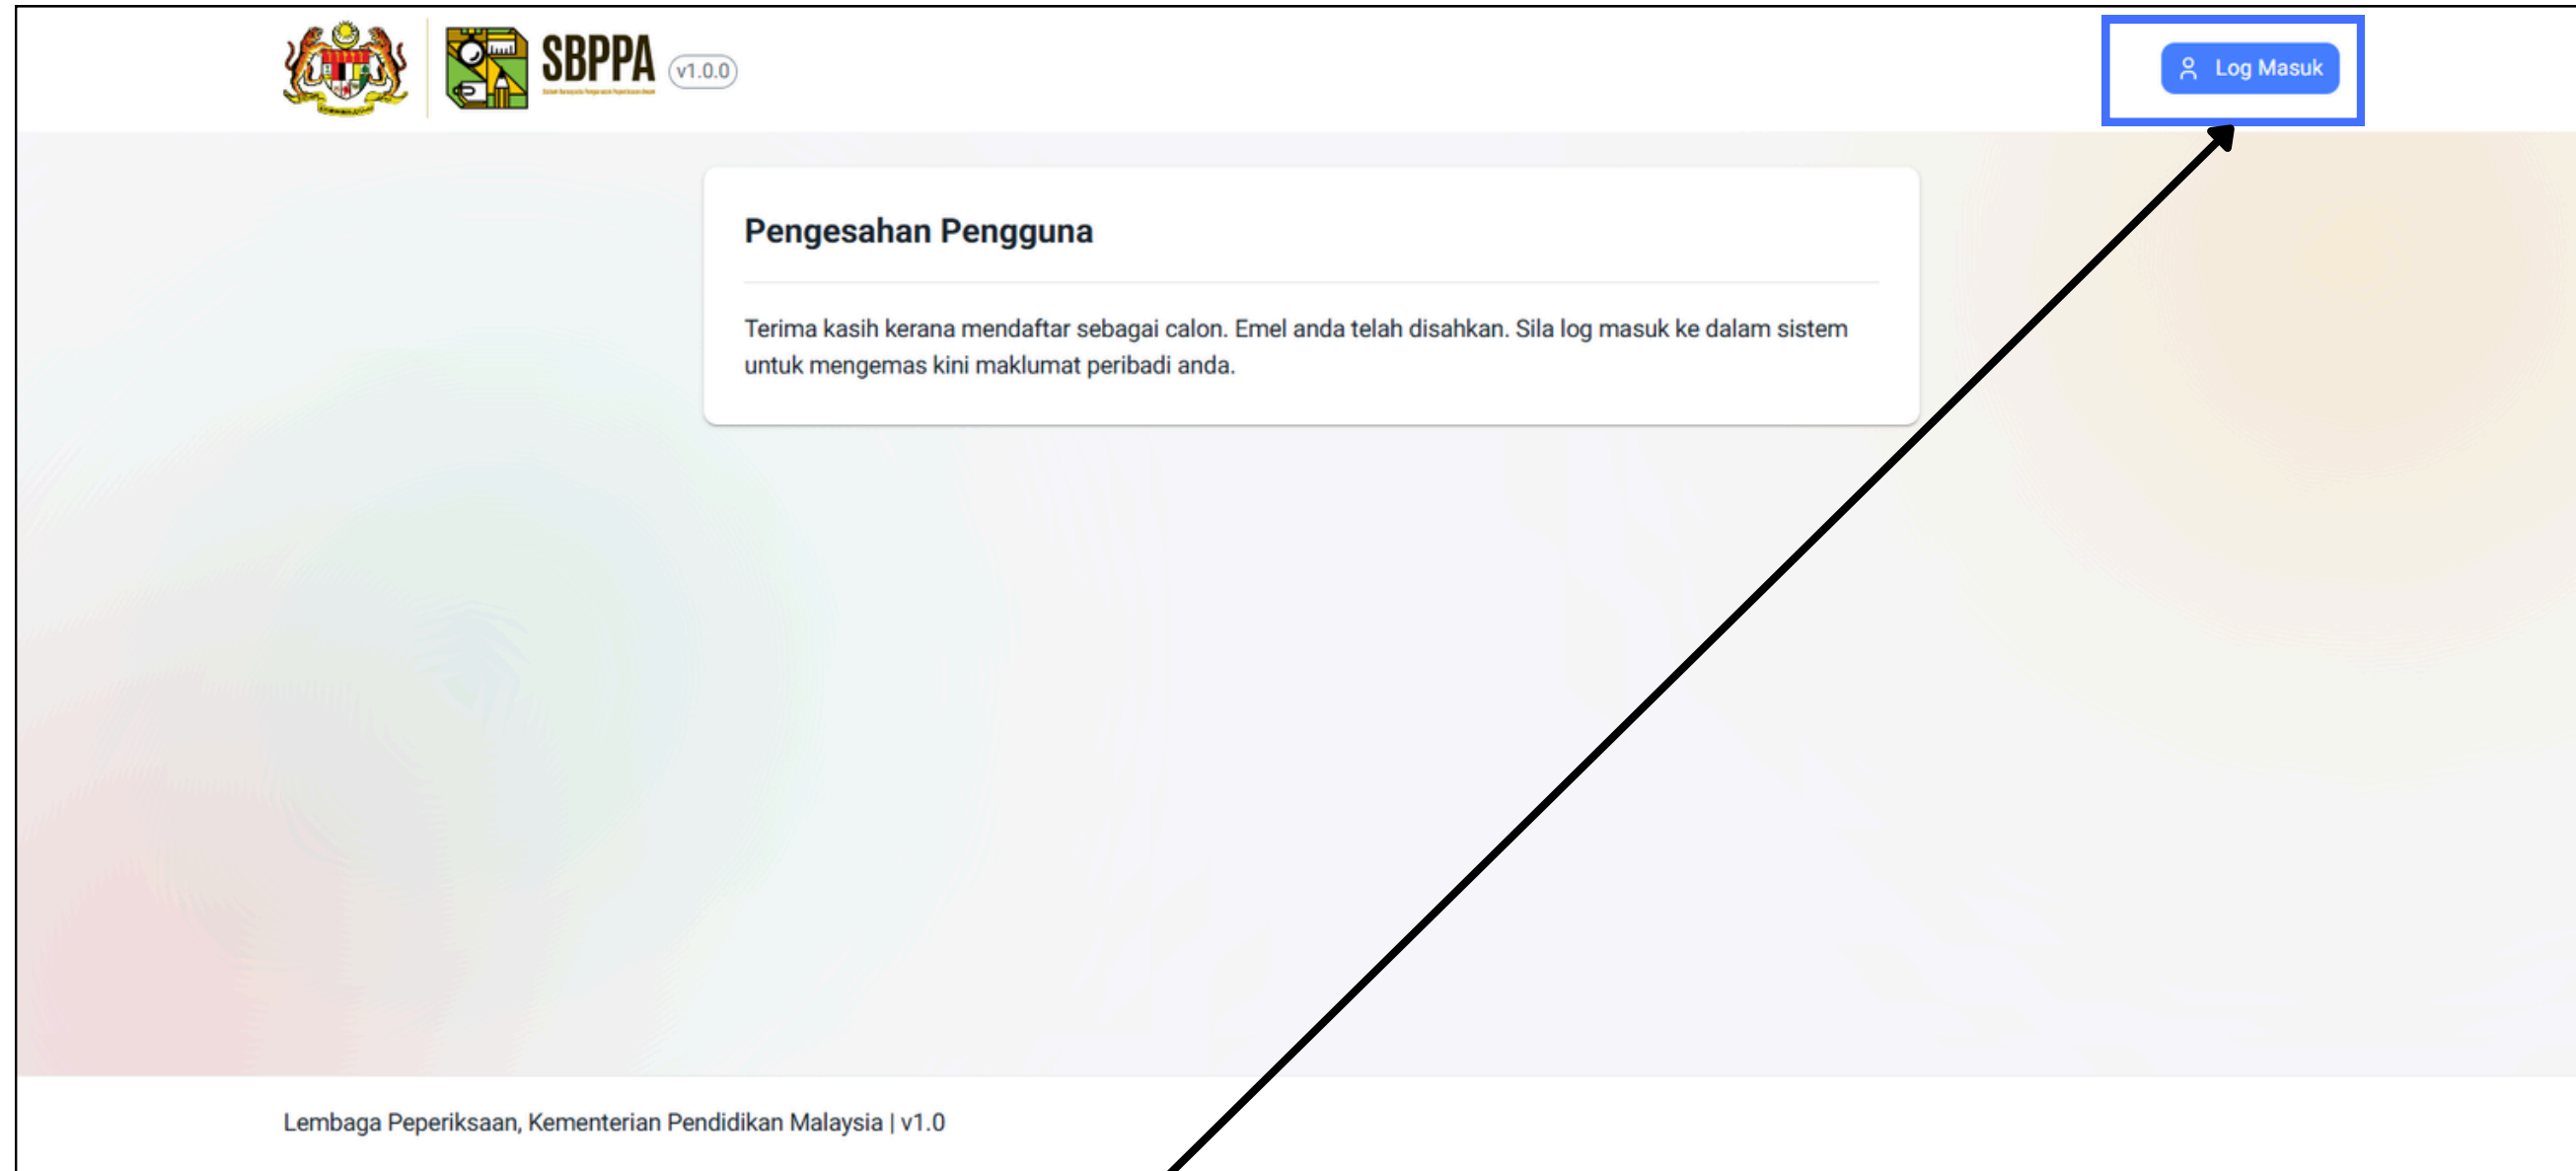 SBPPA
v1.0.0
Log Masuk
Pengesahan Pengguna
Terima kasih kerana mendaftar sebagai calon. Emel anda telah disahkan. Sila log masuk ke dalam sistem
untuk mengemas kini maklumat peribadi anda.
Lembaga Peperiksaan, Kementerian Pendidikan Malaysia | v1.0